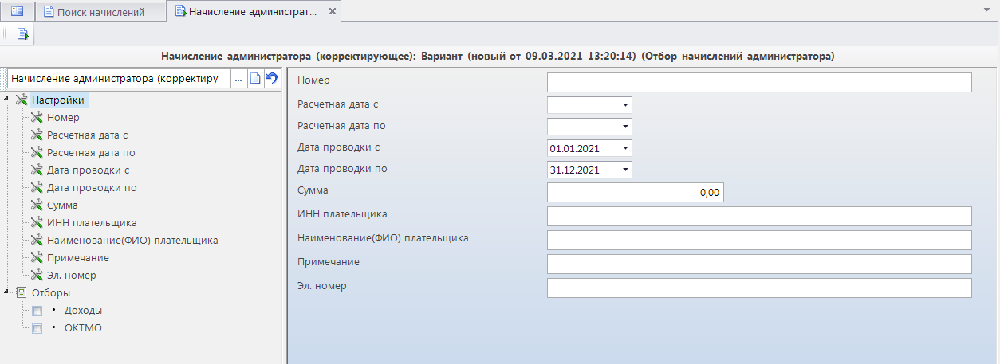 Поиск начислений
Начисление администрат...
Начисление администратора (корректирующее): Вариант (новый от 09.03.2021 13:20:14) (Отбор начислений администратора)
Начисление администратора (корректиру
...
Настройки
Номер
Расчетная дата с
Расчетная дата по
Дата проводки с
Дата проводки по
Сумма
ИНН плательщика
Наименование(ФИО) плательщика
Примечание
Эл. номер
Отборы
Доходы
ОКТМО
Номер
Расчетная дата с
Расчетная дата по
Дата проводки с 01.01.2021
Дата проводки по 31.12.2021
Сумма 0,00
ИНН плательщика
Наименование(ФИО) плательщика
Примечание
Эл. номер